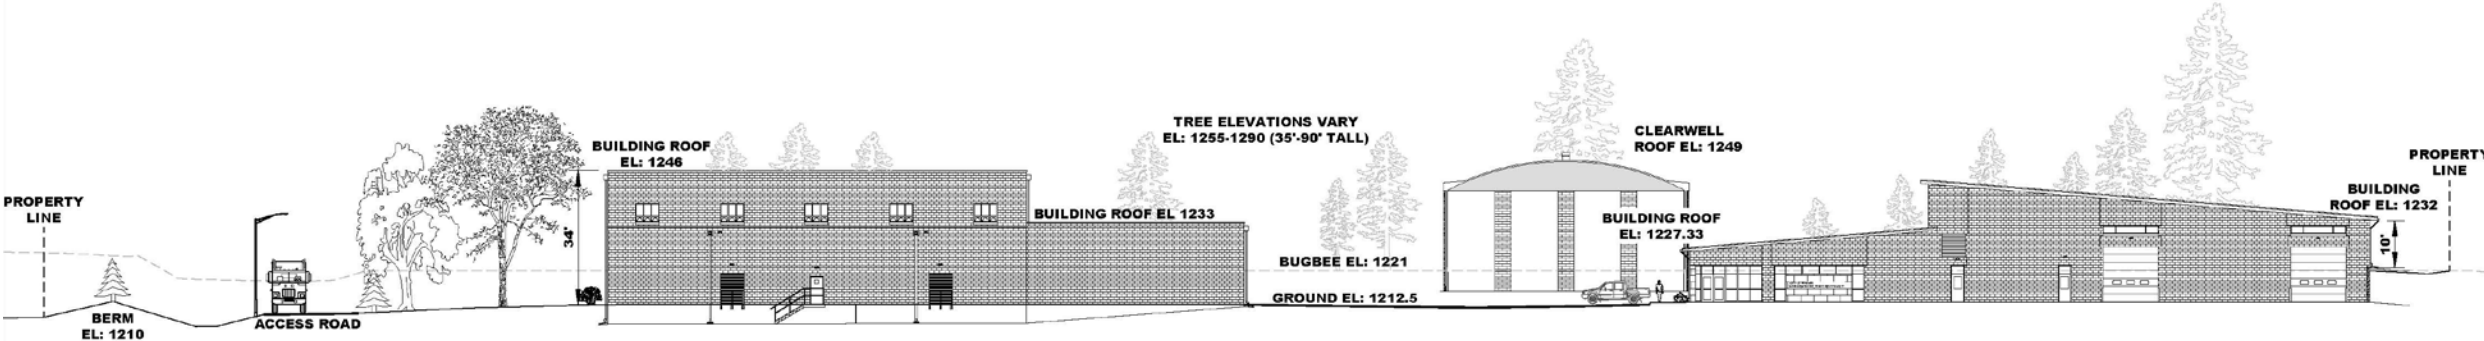 PROPERTY
LINE
BERM
EL: 1210
ACCESS ROAD
BUILDING ROOF
EL: 1246
34'
BUILDING ROOF EL 1233
TREE ELEVATIONS VARY
EL: 1255-1290 (35'-90' TALL)
BUGBEE EL: 1221
GROUND EL: 1212.5
CLEARWELL
ROOF EL: 1249
BUILDING ROOF
EL: 1227.33
BUILDING
ROOF EL: 1232
10'
PROPERTY
LINE